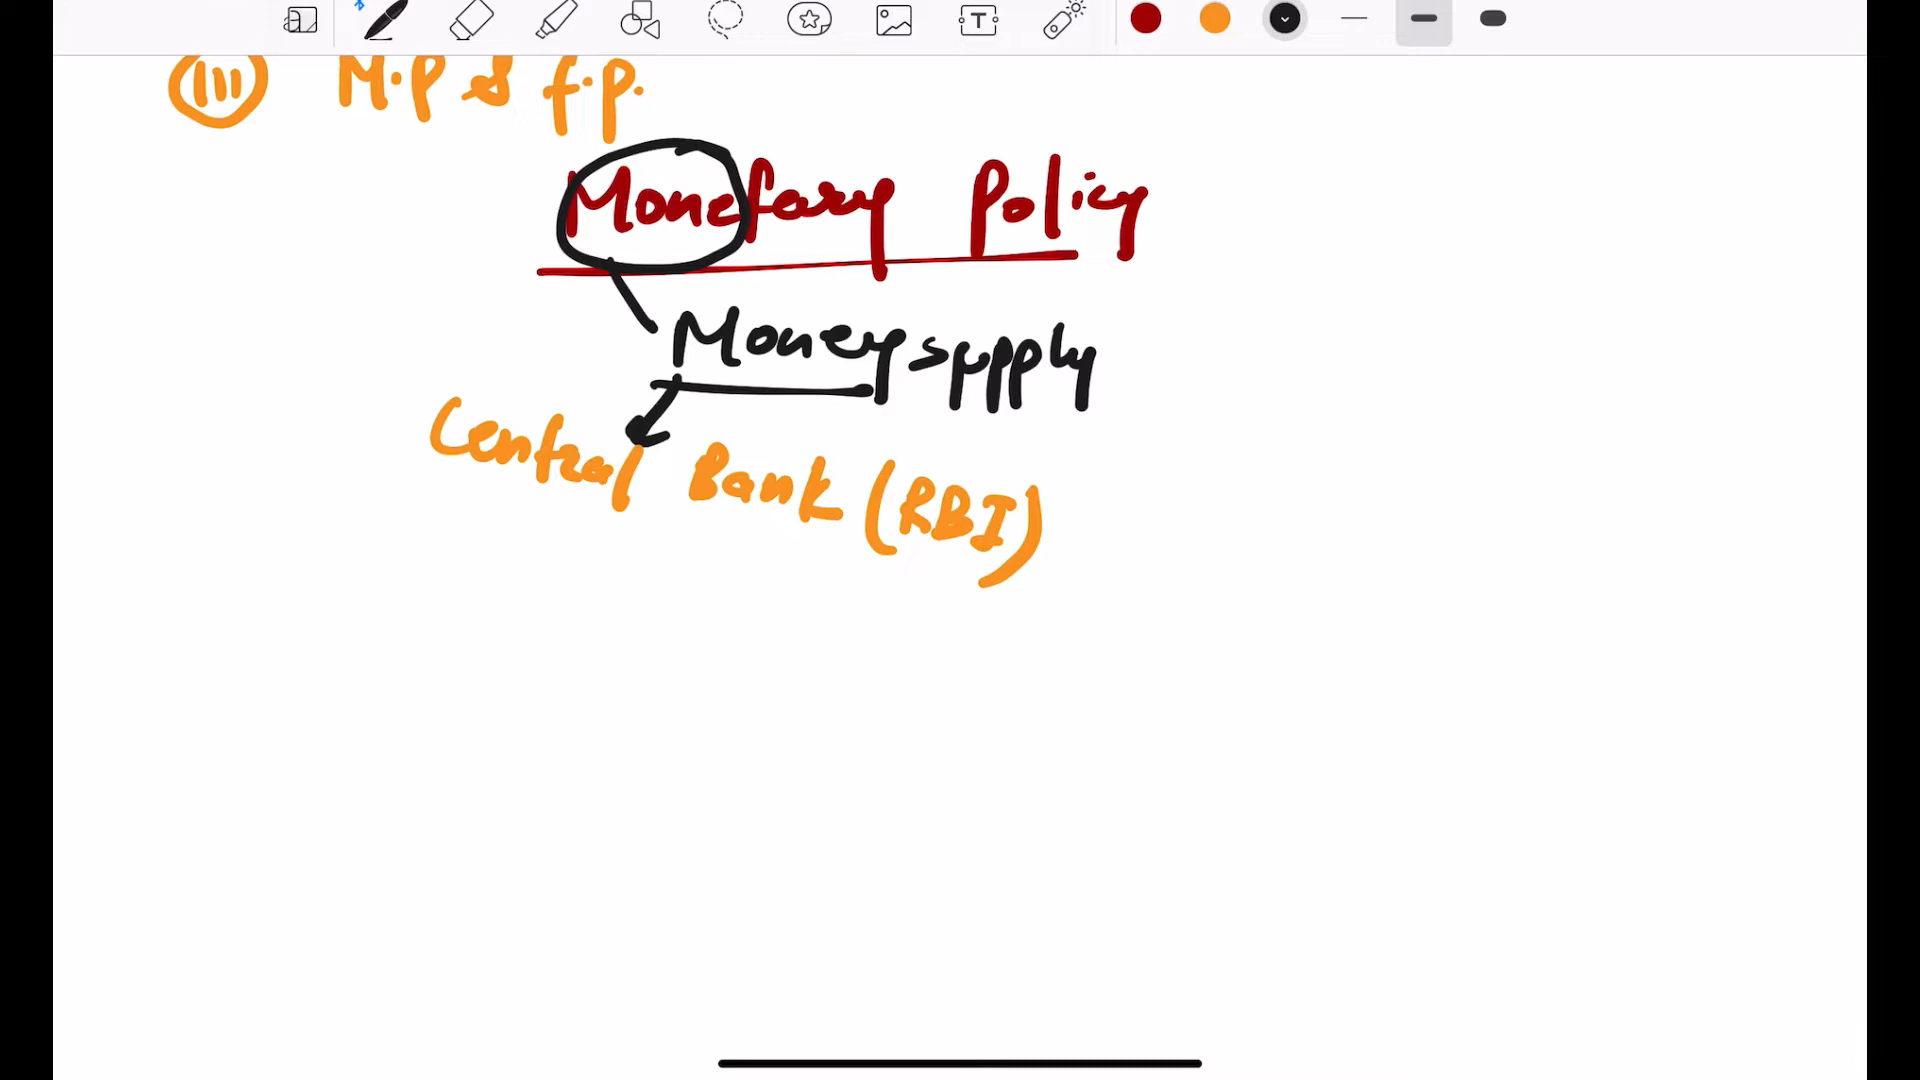 (III) M.P & f.P.
Monetary Policy
Money supply
Central Bank (RBI)